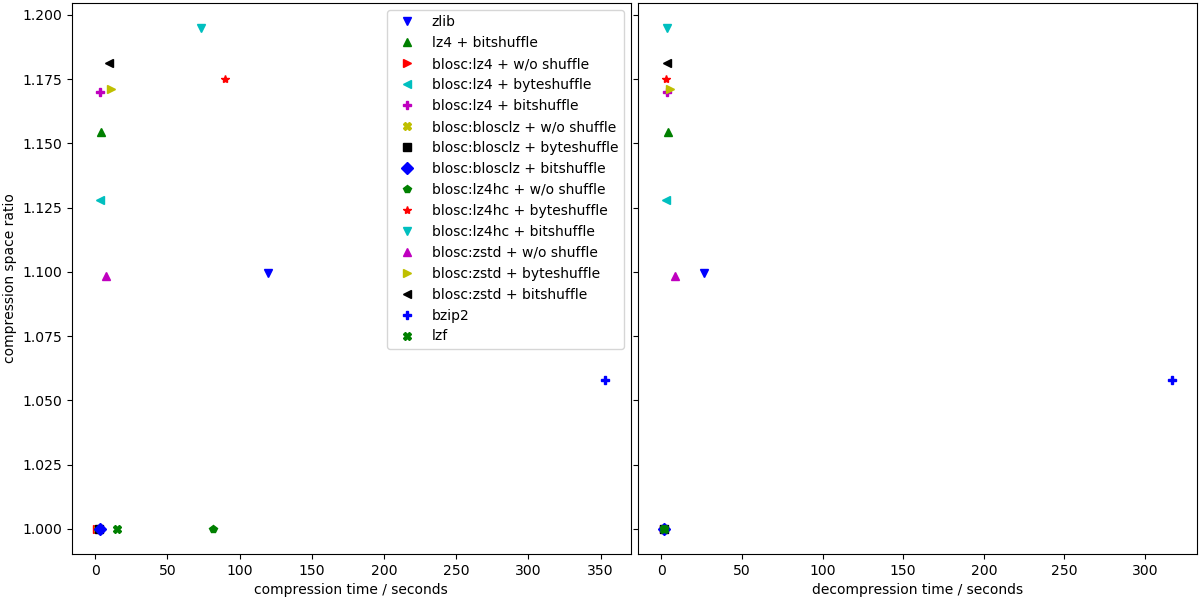 compression space ratio
1.200
1.175
1.150
1.125
1.100
1.075
1.050
1.025
1.000
zlib
lz4 + bitshuffle
blosc:lz4 + w/o shuffle
blosc:lz4 + byteshuffle
blosc:lz4 + bitshuffle
blosc:blosclz + w/o shuffle
blosc:blosclz + byteshuffle
blosc:blosclz + bitshuffle
blosc:lz4hc + w/o shuffle
blosc:lz4hc + byteshuffle
blosc:lz4hc + bitshuffle
blosc:zstd + w/o shuffle
blosc:zstd + byteshuffle
blosc:zstd + bitshuffle
bzip2
lzf
0 50 100 150 200 250 300 350
compression time / seconds
0 50 100 150 200 250 300
decompression time / seconds